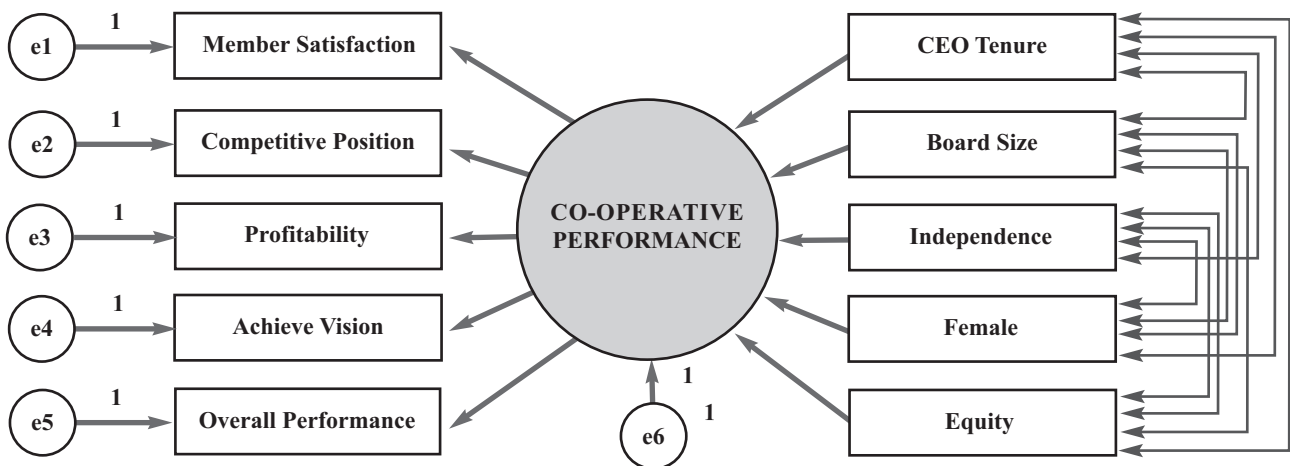 e1
1
Member Satisfaction
CEO Tenure
e2
1
Competitive Position
Board Size
e3
1
Profitability
CO-OPERATIVE
PERFORMANCE
Independence
e4
1
Achieve Vision
Female
e5
1
Overall Performance
1
1
e6
Equity